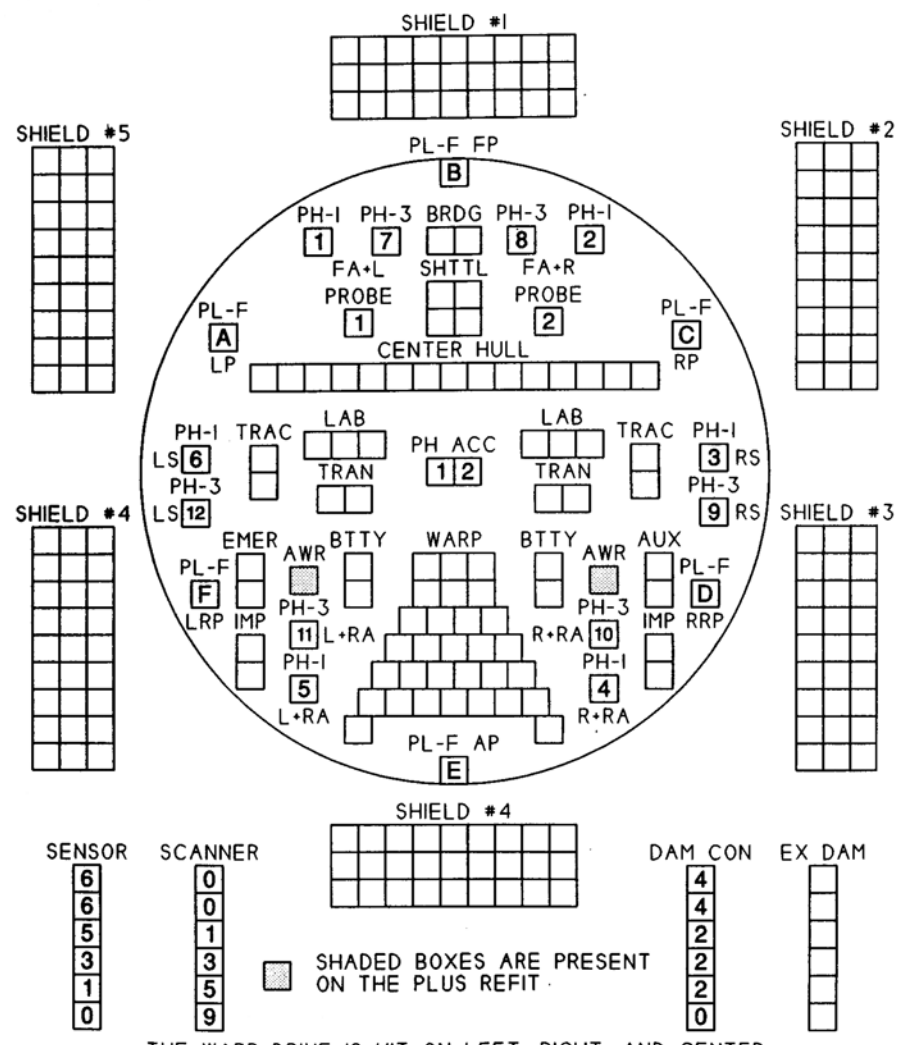 SHIELD #1
SHIELD #5
SHIELD #2
PL-F FP
B
PH-1 PH-3 BRDG PH-3 PH-1
1 7 8 2
FA+L SHTTL FA+R
PROBE PROBE
1 2
PL-F PL-F
A C
LP RP
CENTER HULL
LAB LAB
PH-1 TRAC PH ACC TRAC PH-1
LS 6 1 2 3 RS
TRAN TRAN
PH-3 PH-3
LS 12 9 RS
SHIELD #4 SHIELD #3
EMER AWR BTTY WARP BTTY AWR AUX
PL-F PL-F
F D
LRP IMP PH-3 PH-3 IMP RRP
11 L+RA R+RA 10
PH-1 PH-1
5 4
L+RA R+RA
PL-F AP
E
SHIELD #4
SENSOR SCANNER DAM CON EX DAM
6 0 4
6 0 4
5 1 2
3 3 2
1 5 2
0 9 0
SHADED BOXES ARE PRESENT
ON THE PLUS REFIT
THE WARP DRIVE IS HIT ON LEFT, RIGHT, AND CENTER